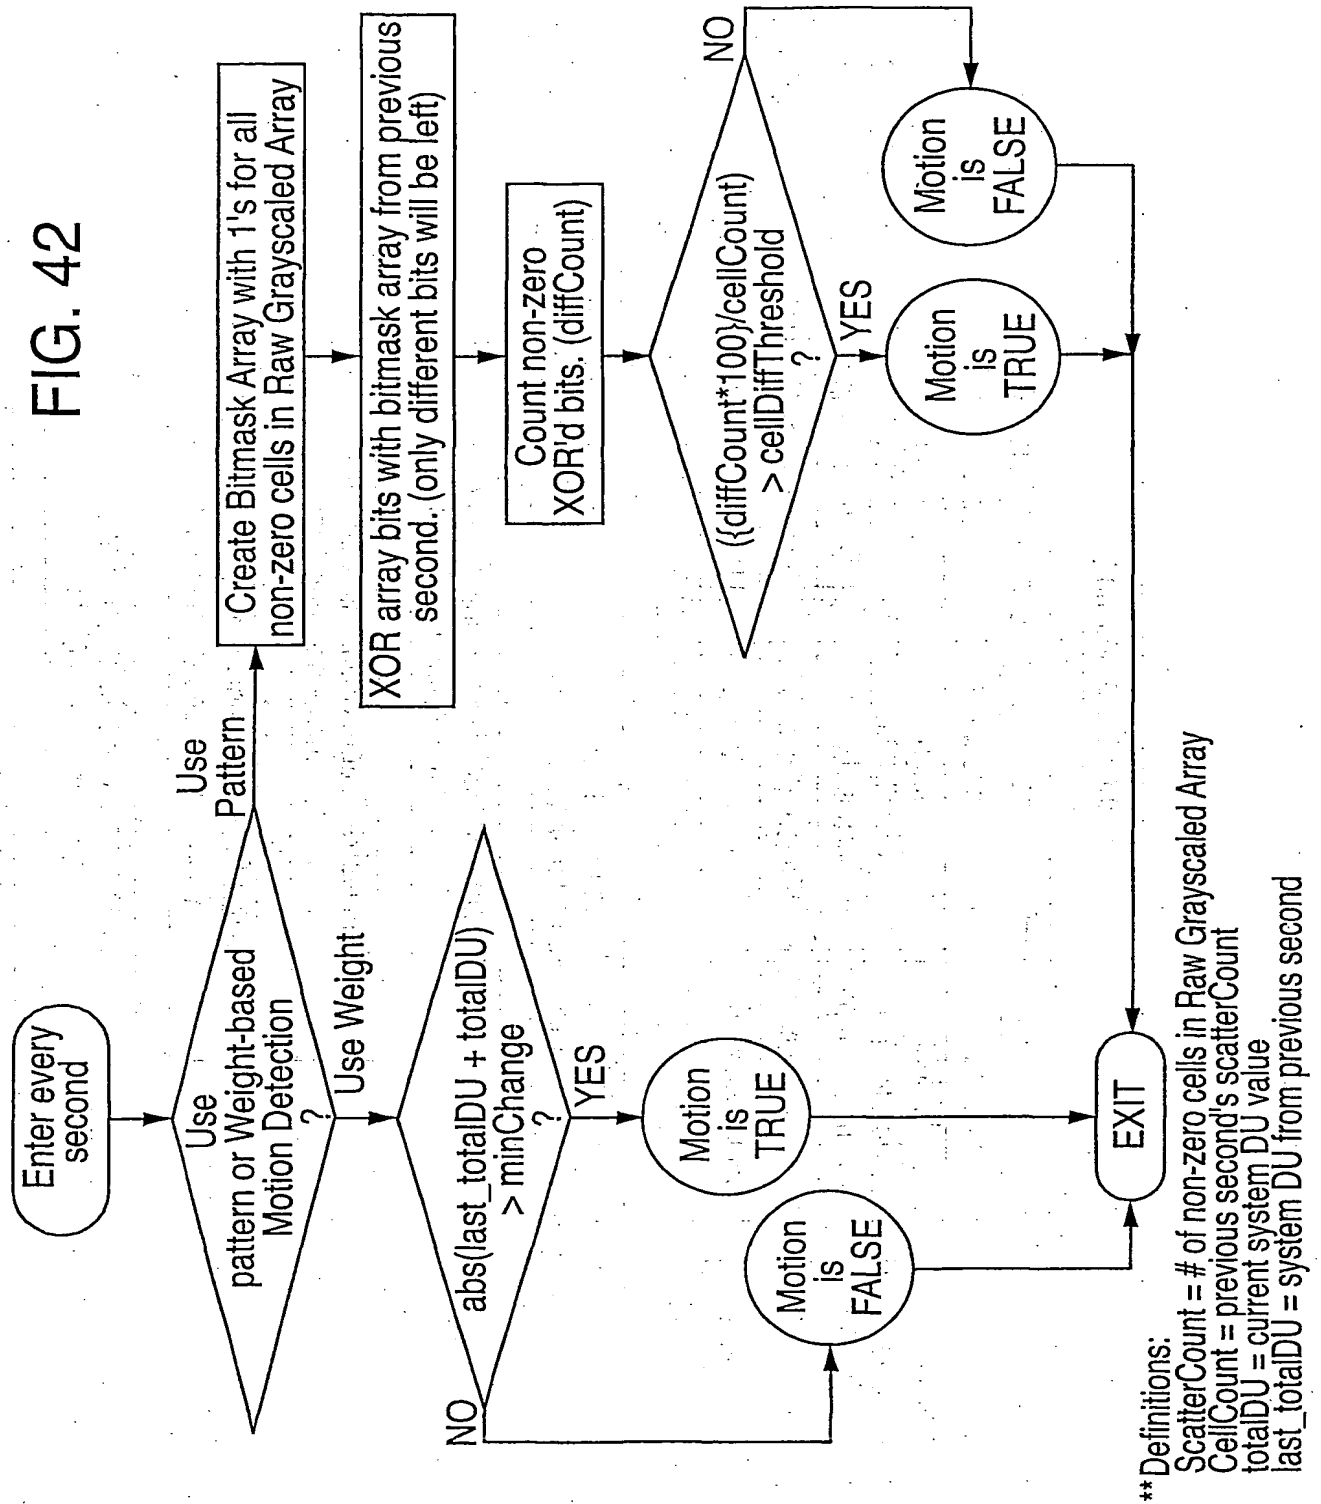 FIG. 42
Enter every
second
Use
pattern or Weight-based
Motion Detection
?
Use
Pattern
Use Weight
Create Bitmask Array with 1's for all
non-zero cells in Raw Grayscaled Array
XOR array bits with bitmask array from previous
second. (only different bits will be left)
Count non-zero
XOR'd bits. (diffCount)
({diffCount*100}/cellCount)
> cellDiffThreshold
?
NO
YES
Motion
is
FALSE
Motion
is
TRUE
abs(last_totalDU + totalDU)
> minChange
?
YES
NO
Motion
is
TRUE
Motion
is
FALSE
EXIT
**Definitions:
ScatterCount = # of non-zero cells in Raw Grayscaled Array
CellCount = previous second's scatterCount
totalDU = current system DU value
last_totalDU = system DU from previous second